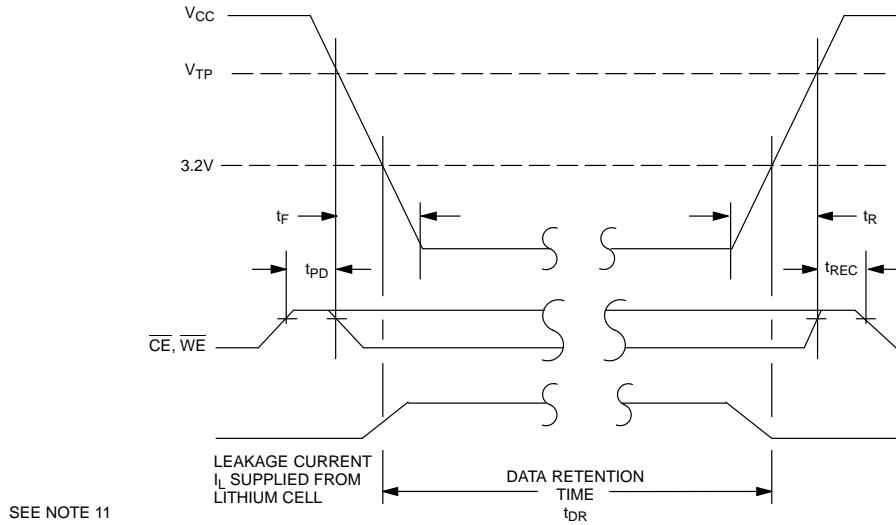 VCC
VTP
3.2V
tF
tR
tPD
tREC
CE, WE
LEAKAGE CURRENT
IL SUPPLIED FROM
LITHIUM CELL
DATA RETENTION
TIME
tDR
SEE NOTE 11